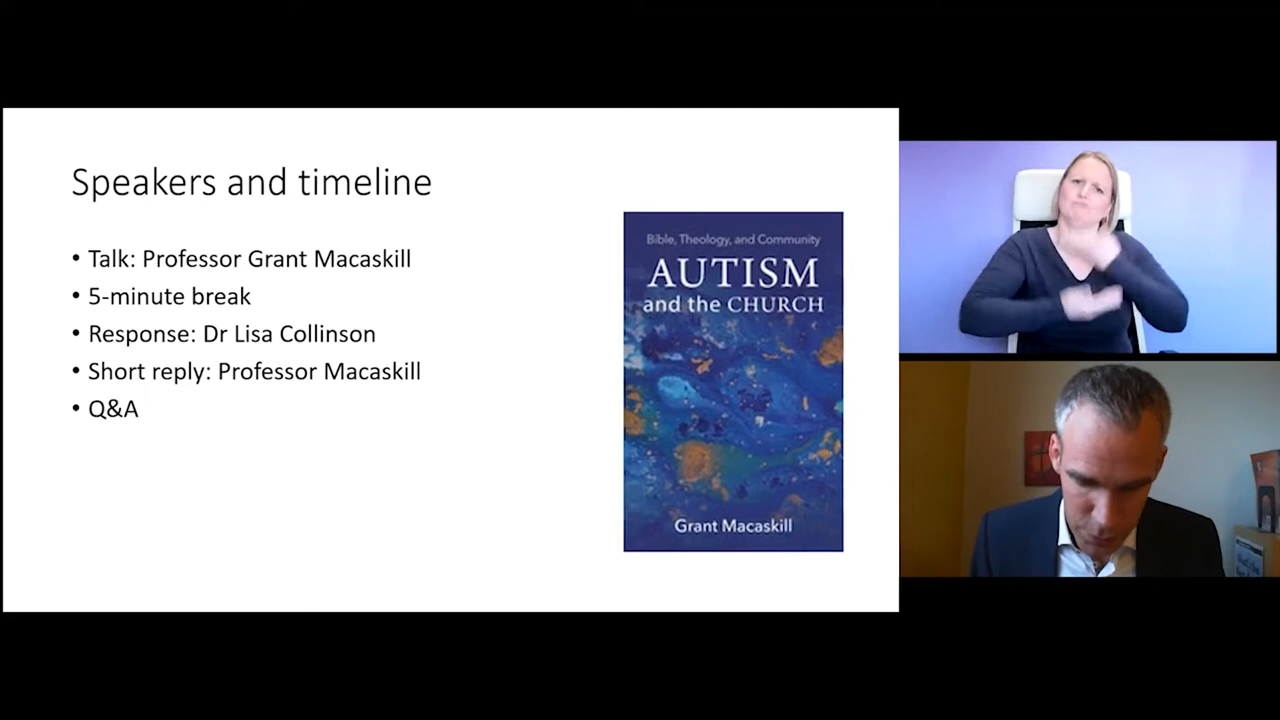 Speakers and timeline
• Talk: Professor Grant Macaskill
• 5-minute break
• Response: Dr Lisa Collinson
• Short reply: Professor Macaskill
• Q&A
Bible, Theology, and Community
AUTISM
and the CHURCH
Grant Macaskill